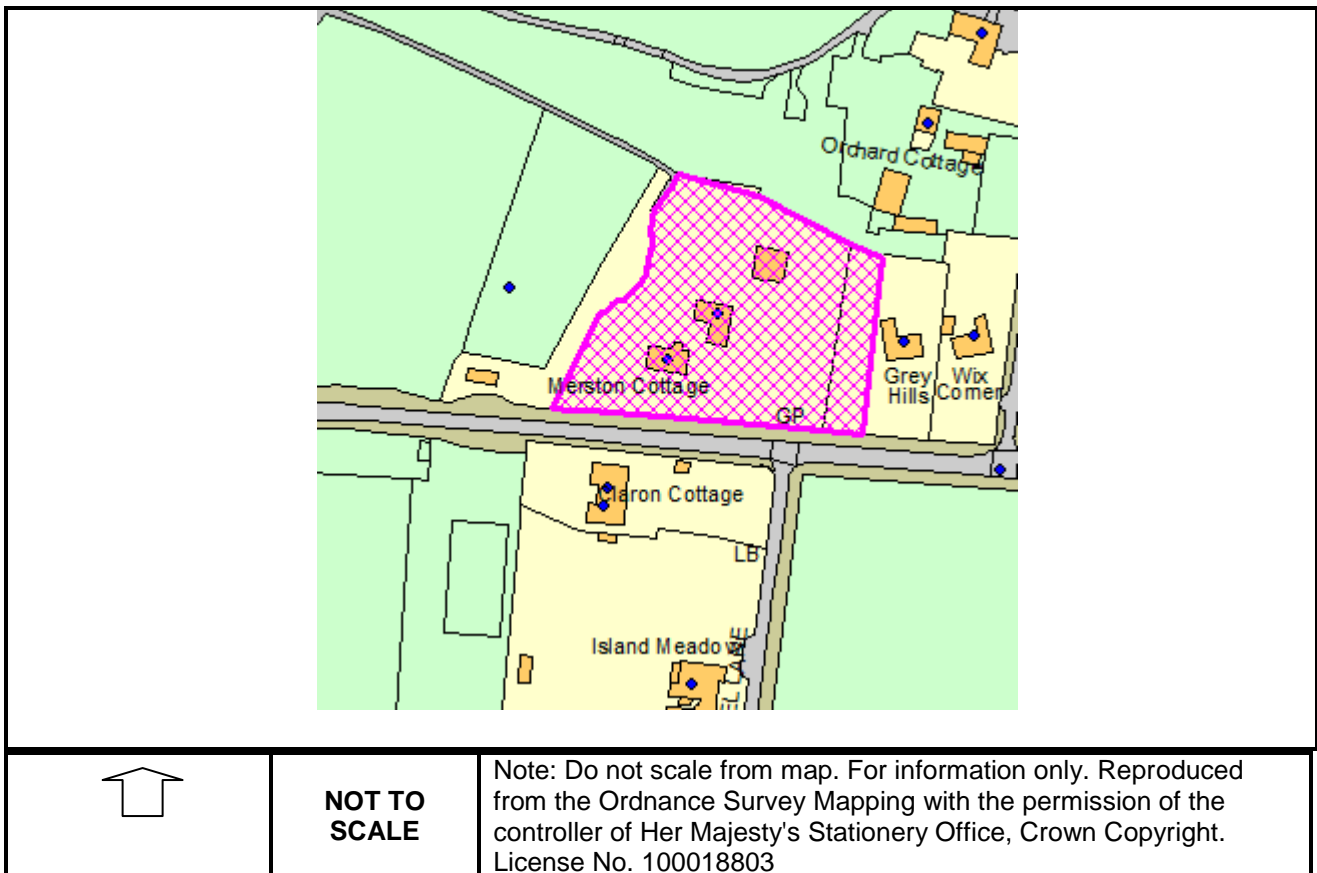 Orchard Cottage
Merston Cottage
Grey
Hills
Wix
Corner
GP
Claron Cottage
LB
Island Meadow
EL LANE
NOT TO
SCALE
Note: Do not scale from map. For information only. Reproduced
from the Ordnance Survey Mapping with the permission of the
controller of Her Majesty's Stationery Office, Crown Copyright.
License No. 100018803